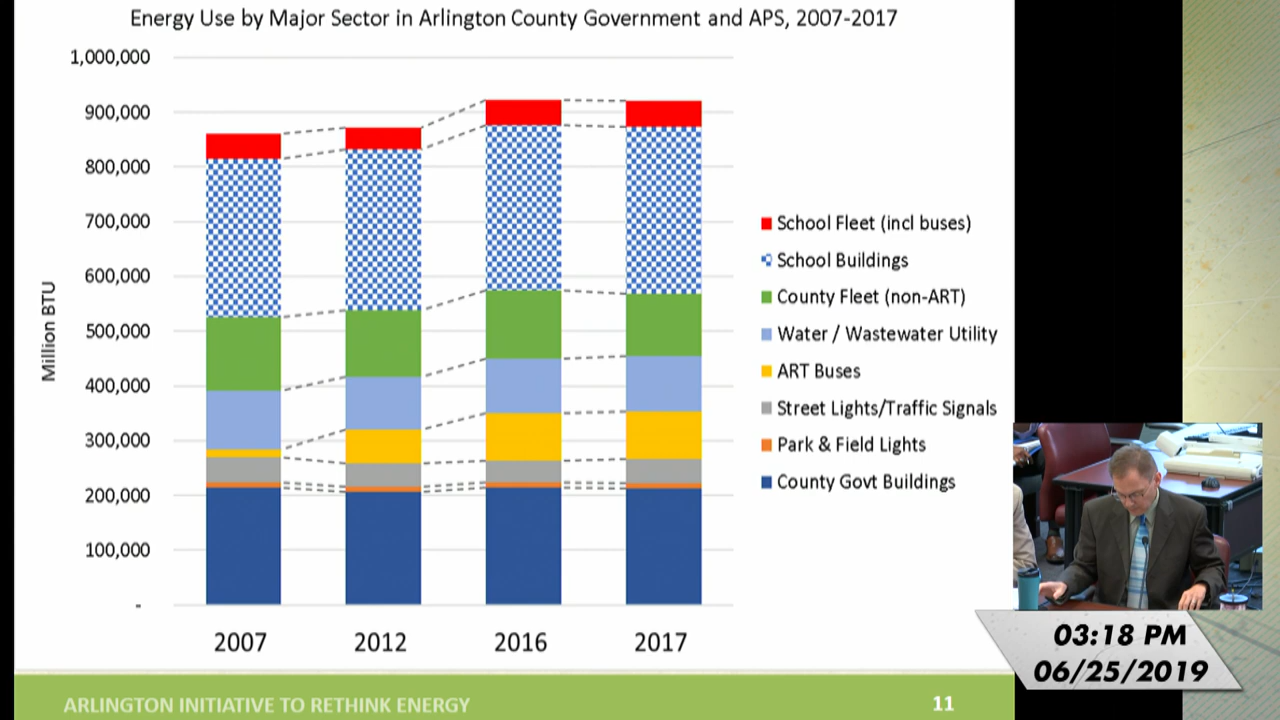 Energy Use by Major Sector in Arlington County Government and APS, 2007-2017
1,000,000
900,000
800,000
700,000
600,000
500,000
400,000
300,000
200,000
100,000
-
Million BTU
2007
2012
2016
2017
School Fleet (incl buses)
School Buildings
County Fleet (non-ART)
Water / Wastewater Utility
ART Buses
Street Lights/Traffic Signals
Park & Field Lights
County Govt Buildings
ARLINGTON INITIATIVE TO RETHINK ENERGY
11
03:18 PM
06/25/2019